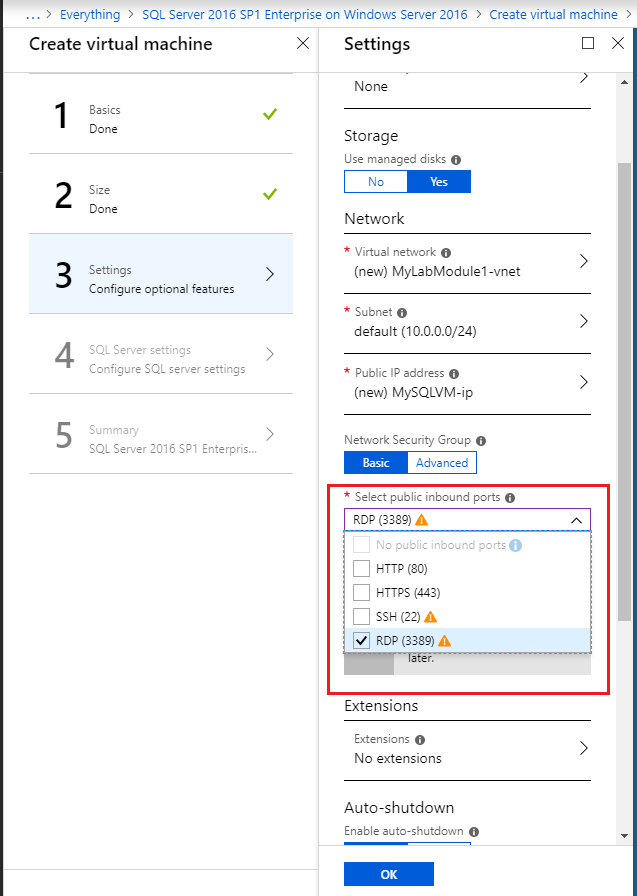 ... > Everything > SQL Server 2016 SP1 Enterprise on Windows Server 2016 > Create virtual machine >
Create virtual machine
1
Basics
Done
2
Size
Done
3
Settings
Configure optional features
4
SQL Server settings
Configure SQL server settings
5
Summary
SQL Server 2016 SP1 Enterpris...
Settings
None
Storage
Use managed disks
No Yes
Network
* Virtual network
(new) MyLabModule1-vnet
* Subnet
default (10.0.0.0/24)
* Public IP address
(new) MySQLVM-ip
Network Security Group
Basic Advanced
* Select public inbound ports
RDP (3389)
No public inbound ports
HTTP (80)
HTTPS (443)
SSH (22)
RDP (3389)
later.
Extensions
Extensions
No extensions
Auto-shutdown
Enable auto-shutdown
OK